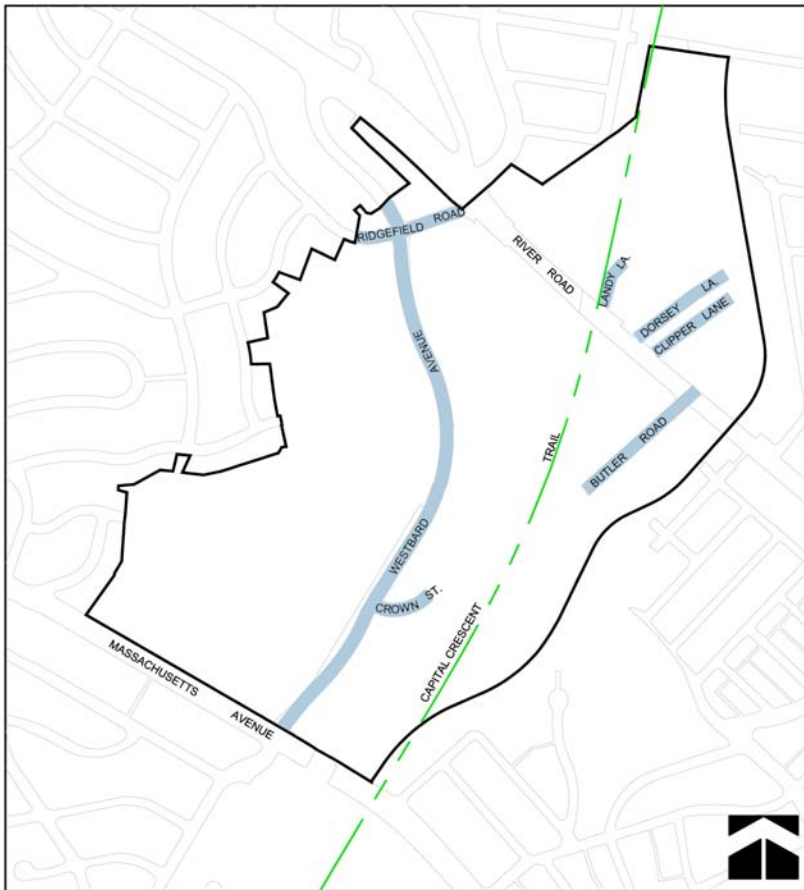 RIDGEFIELD ROAD
RIVER ROAD
LANDY LA.
DORSEY LA.
CLIPPER LANE
AVENUE
BUTLER ROAD
TRAIL
WESTBARD
CROWN ST.
CAPITAL CRESCENT
MASSACHUSETTS AVENUE